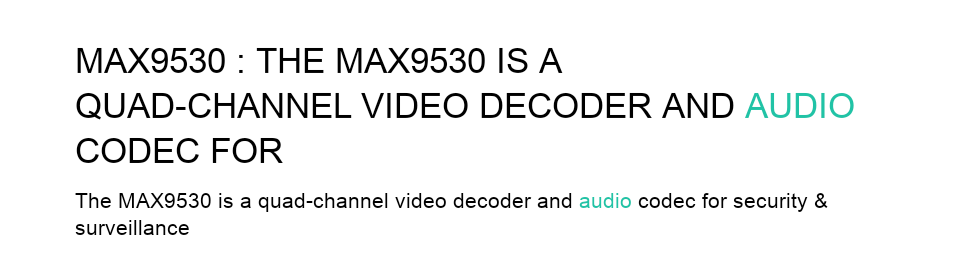 MAX9530 : THE MAX9530 IS A
QUAD-CHANNEL VIDEO DECODER AND AUDIO
CODEC FOR
The MAX9530 is a quad-channel video decoder and audio codec for security &
surveillance